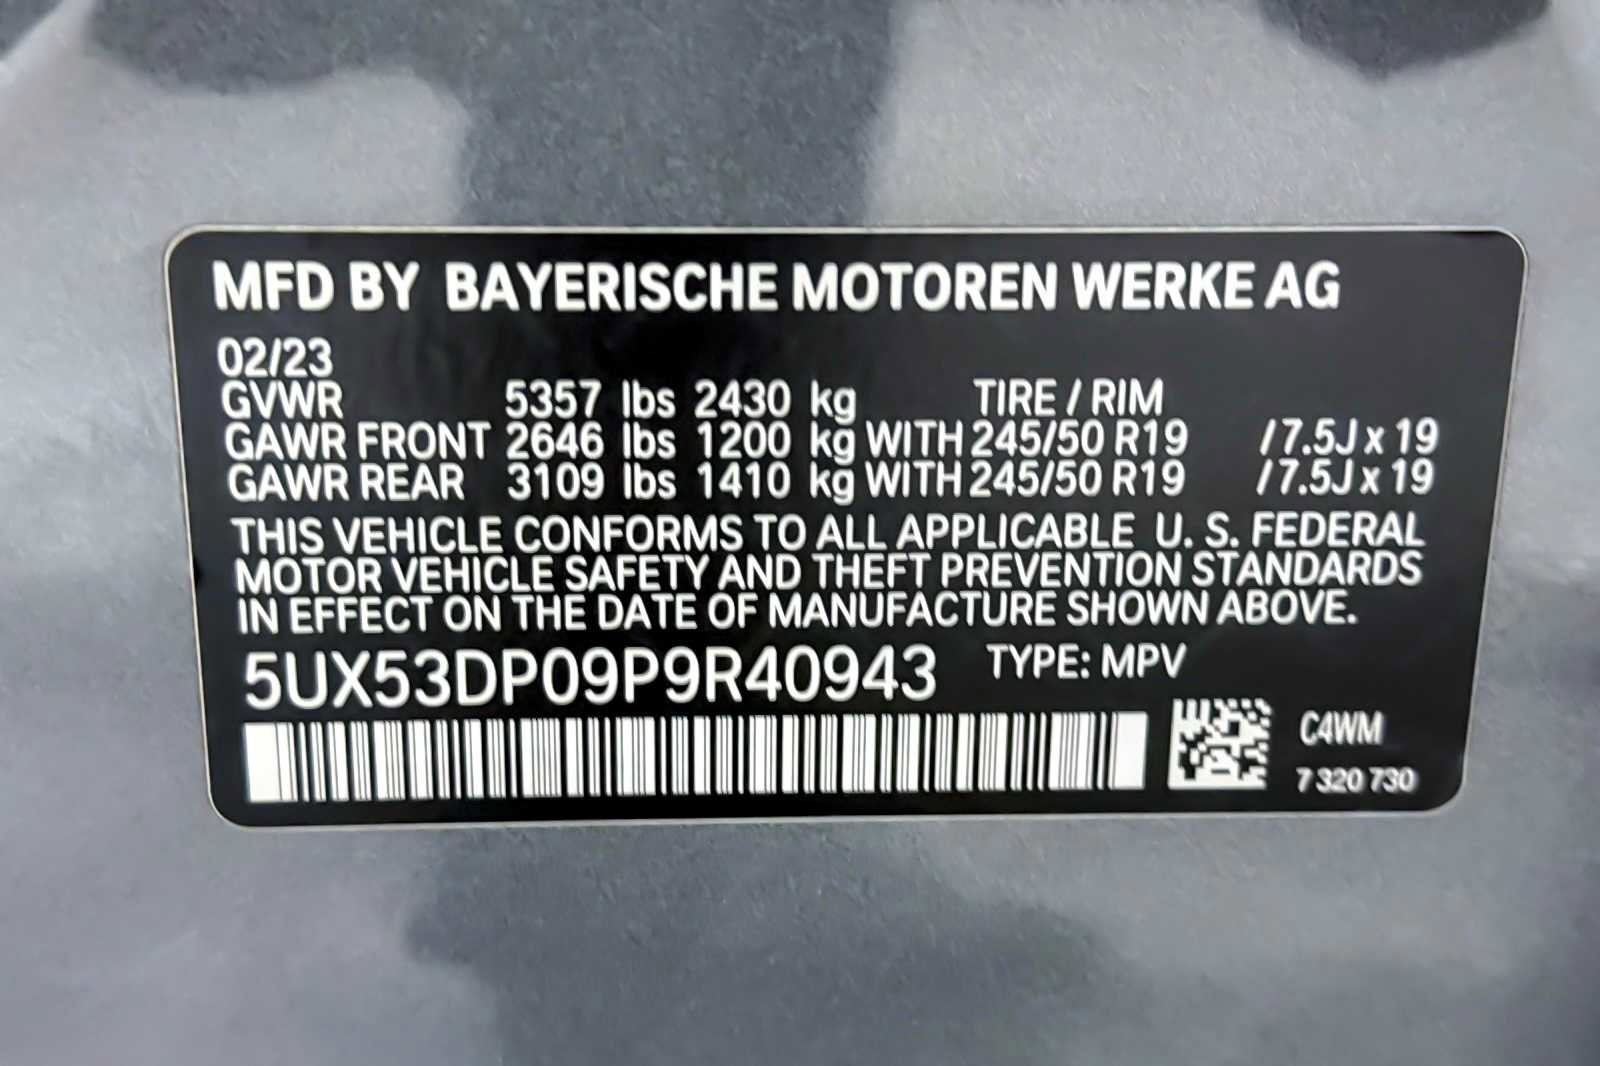 MFD BY BAYERISCHE MOTOREN WERKE AG
02/23
GVWR 5357 lbs 2430 kg TIRE / RIM
GAWR FRONT 2646 lbs 1200 kg WITH 245/50 R19 / 7.5J x 19
GAWR REAR 3109 lbs 1410 kg WITH 245/50 R19 / 7.5J x 19
THIS VEHICLE CONFORMS TO ALL APPLICABLE U. S. FEDERAL
MOTOR VEHICLE SAFETY AND THEFT PREVENTION STANDARDS
IN EFFECT ON THE DATE OF MANUFACTURE SHOWN ABOVE.
5UX53DP09P9R40943 TYPE: MPV
C4WM
7 320 730